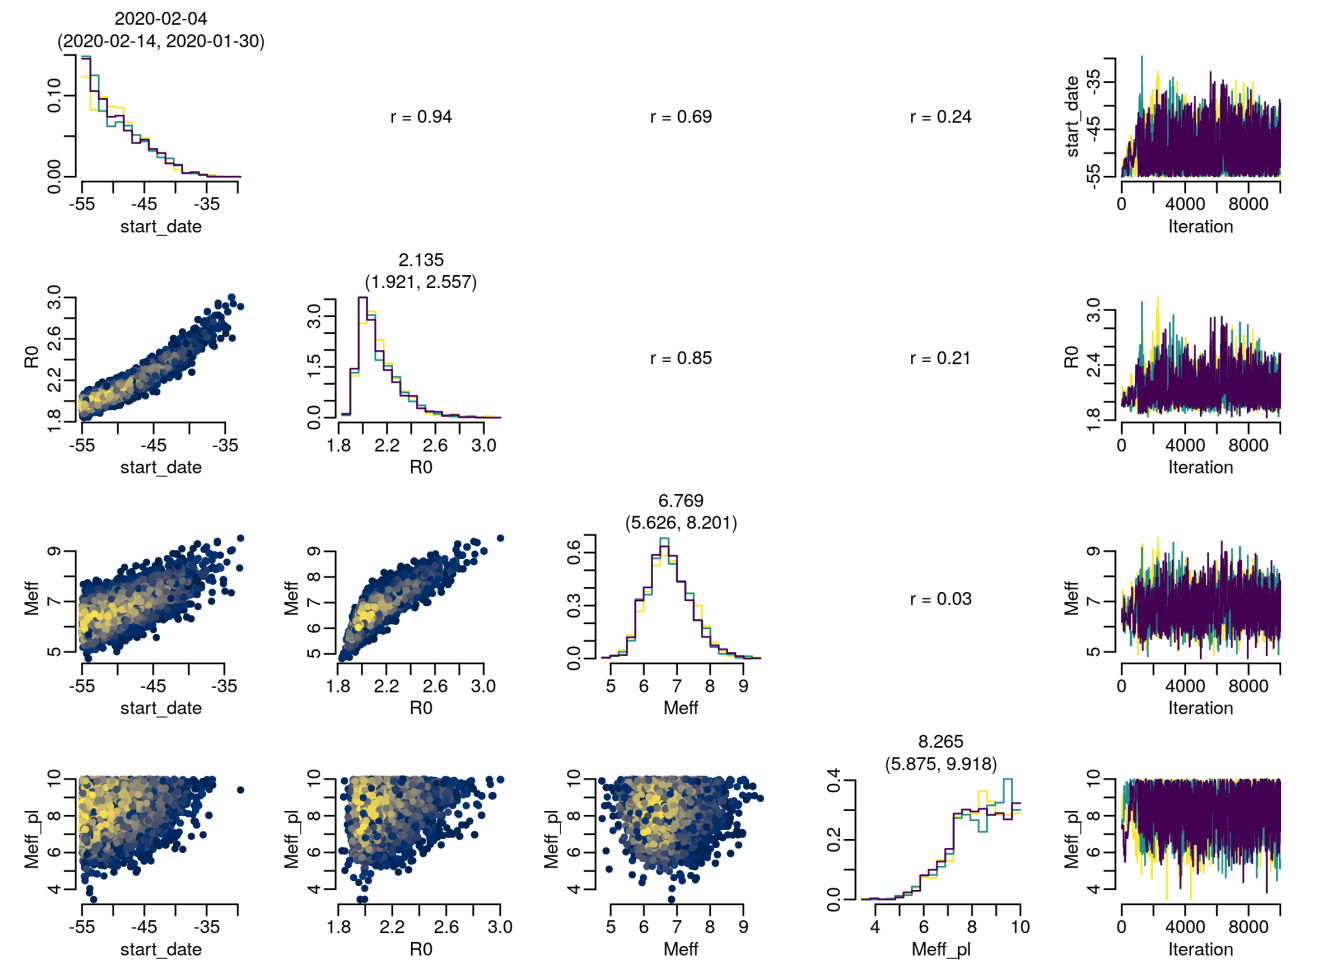 2020-02-04
(2020-02-14, 2020-01-30)
0.00 0.10
-55 -45 -35
start_date
r = 0.94
r = 0.69
r = 0.24
start_date
-55 -45 -35
0 4000 8000
Iteration
R0
1.8 2.2 2.6 3.0
-55 -45 -35
start_date
2.135
(1.921, 2.557)
0.0 1.5 3.0
1.8 2.2 2.6 3.0
R0
r = 0.85
r = 0.21
R0
1.8 2.4 3.0
0 4000 8000
Iteration
Meff
5 7 9
-55 -45 -35
start_date
Meff
5 6 7 8 9
1.8 2.2 2.6 3.0
R0
6.769
(5.626, 8.201)
0.0 0.3 0.6
5 6 7 8 9
Meff
r = 0.03
Meff
5 7 9
0 4000 8000
Iteration
Meff_pl
4 6 8 10
-55 -45 -35
start_date
Meff_pl
4 6 8 10
1.8 2.2 2.6 3.0
R0
Meff_pl
4 6 8 10
5 6 7 8 9
Meff
8.265
(5.875, 9.918)
0.0 0.2 0.4
4 6 8 10
Meff_pl
Meff_pl
4 6 8 10
0 4000 8000
Iteration